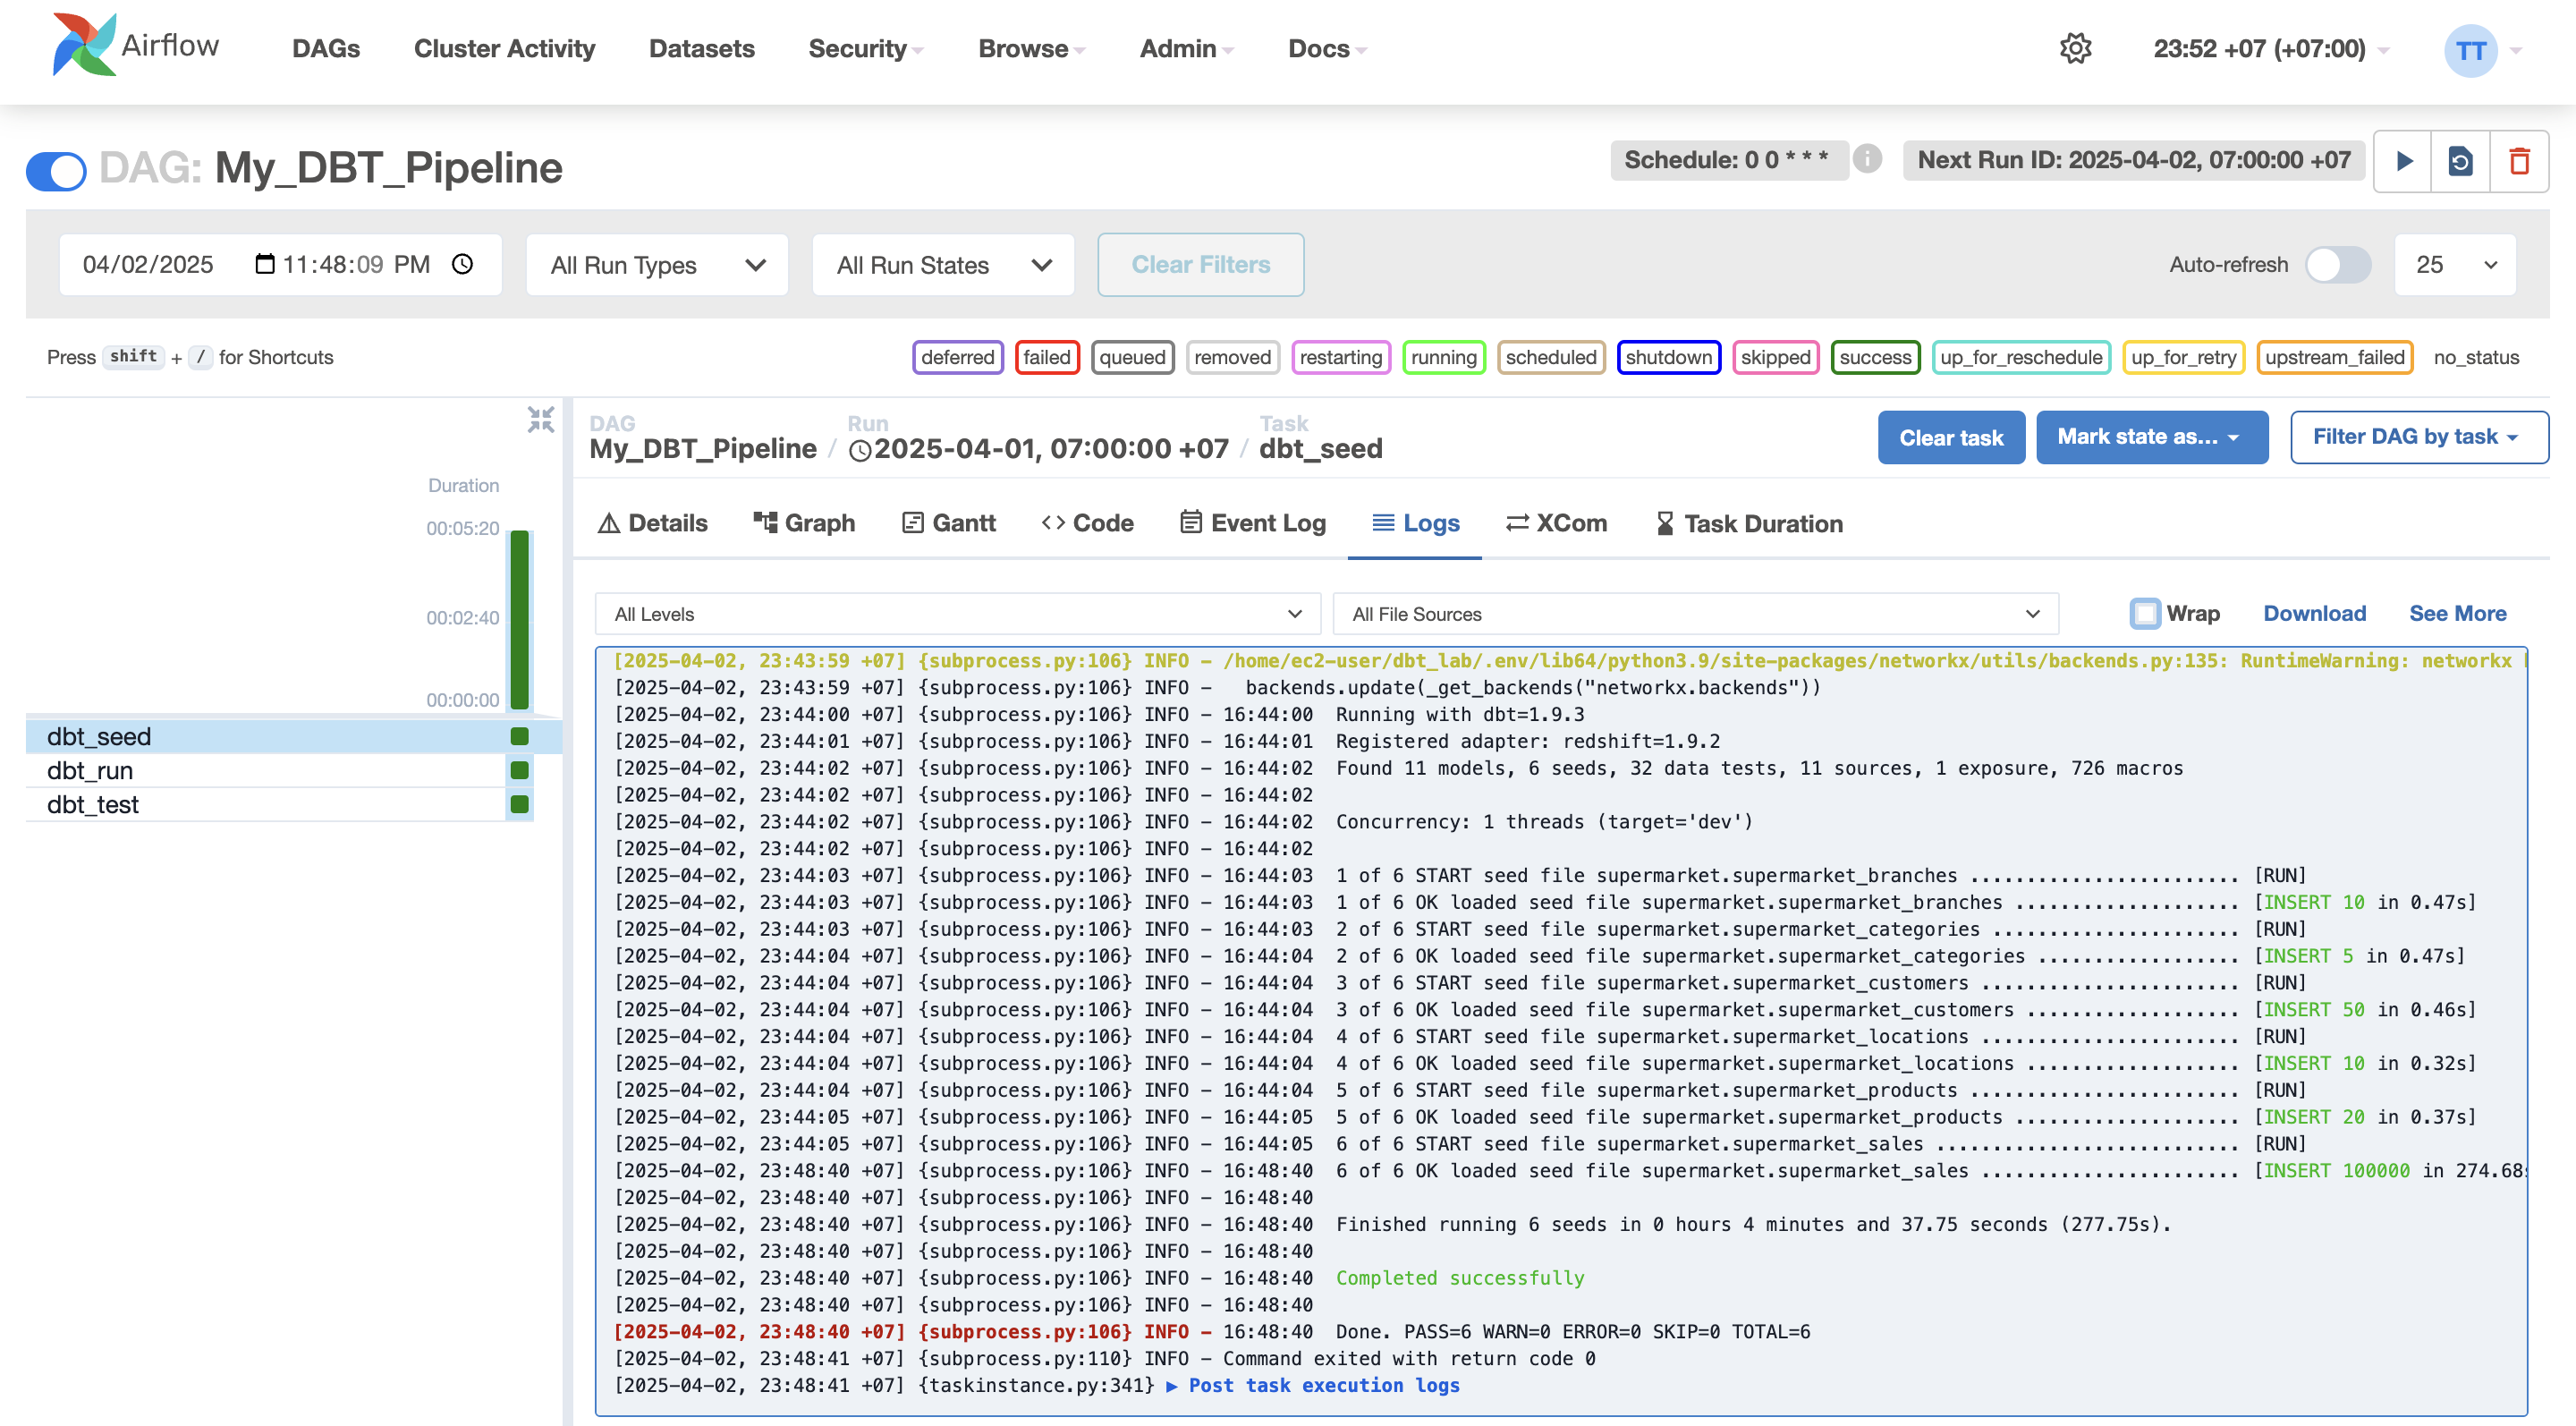 Airflow DAGs Cluster Activity Datasets Security Browse Admin Docs 23:52 +07 (+07:00) TT
DAG: My_DBT_Pipeline Schedule: 0 0 * * * i Next Run ID: 2025-04-02, 07:00:00 +07
04/02/2025 11:48:09 PM All Run Types All Run States Clear Filters Auto-refresh 25
Press shift + / for Shortcuts deferred failed queued removed restarting running scheduled shutdown skipped success up_for_reschedule up_for_retry upstream_failed no_status
Duration
00:05:20
00:02:40
00:00:00
dbt_seed
dbt_run
dbt_test
DAG Run Task
My_DBT_Pipeline / 2025-04-01, 07:00:00 +07 / dbt_seed
Clear task Mark state as... Filter DAG by task
Details Graph Gantt Code Event Log Logs XCom Task Duration
All Levels All File Sources Wrap Download See More
[2025-04-02, 23:43:59 +07] {subprocess.py:106} INFO - /home/ec2-user/dbt_lab/.env/lib64/python3.9/site-packages/networkx/utils/backends.py:135: RuntimeWarning: networkx
[2025-04-02, 23:43:59 +07] {subprocess.py:106} INFO -   backends.update(_get_backends("networkx.backends"))
[2025-04-02, 23:44:00 +07] {subprocess.py:106} INFO - 16:44:00  Running with dbt=1.9.3
[2025-04-02, 23:44:01 +07] {subprocess.py:106} INFO - 16:44:01  Registered adapter: redshift=1.9.2
[2025-04-02, 23:44:02 +07] {subprocess.py:106} INFO - 16:44:02  Found 11 models, 6 seeds, 32 data tests, 11 sources, 1 exposure, 726 macros
[2025-04-02, 23:44:02 +07] {subprocess.py:106} INFO - 16:44:02
[2025-04-02, 23:44:02 +07] {subprocess.py:106} INFO - 16:44:02  Concurrency: 1 threads (target='dev')
[2025-04-02, 23:44:02 +07] {subprocess.py:106} INFO - 16:44:02
[2025-04-02, 23:44:03 +07] {subprocess.py:106} INFO - 16:44:03  1 of 6 START seed file supermarket.supermarket_branches ........................ [RUN]
[2025-04-02, 23:44:03 +07] {subprocess.py:106} INFO - 16:44:03  1 of 6 OK loaded seed file supermarket.supermarket_branches .................... [INSERT 10 in 0.47s]
[2025-04-02, 23:44:03 +07] {subprocess.py:106} INFO - 16:44:03  2 of 6 START seed file supermarket.supermarket_categories ...................... [RUN]
[2025-04-02, 23:44:04 +07] {subprocess.py:106} INFO - 16:44:04  2 of 6 OK loaded seed file supermarket.supermarket_categories .................. [INSERT 5 in 0.47s]
[2025-04-02, 23:44:04 +07] {subprocess.py:106} INFO - 16:44:04  3 of 6 START seed file supermarket.supermarket_customers ....................... [RUN]
[2025-04-02, 23:44:04 +07] {subprocess.py:106} INFO - 16:44:04  3 of 6 OK loaded seed file supermarket.supermarket_customers ................... [INSERT 50 in 0.46s]
[2025-04-02, 23:44:04 +07] {subprocess.py:106} INFO - 16:44:04  4 of 6 START seed file supermarket.supermarket_locations ....................... [RUN]
[2025-04-02, 23:44:04 +07] {subprocess.py:106} INFO - 16:44:04  4 of 6 OK loaded seed file supermarket.supermarket_locations ................... [INSERT 10 in 0.32s]
[2025-04-02, 23:44:04 +07] {subprocess.py:106} INFO - 16:44:04  5 of 6 START seed file supermarket.supermarket_products ........................ [RUN]
[2025-04-02, 23:44:05 +07] {subprocess.py:106} INFO - 16:44:05  5 of 6 OK loaded seed file supermarket.supermarket_products .................... [INSERT 20 in 0.37s]
[2025-04-02, 23:44:05 +07] {subprocess.py:106} INFO - 16:44:05  6 of 6 START seed file supermarket.supermarket_sales ........................... [RUN]
[2025-04-02, 23:48:40 +07] {subprocess.py:106} INFO - 16:48:40  6 of 6 OK loaded seed file supermarket.supermarket_sales ....................... [INSERT 100000 in 274.68s
[2025-04-02, 23:48:40 +07] {subprocess.py:106} INFO - 16:48:40
[2025-04-02, 23:48:40 +07] {subprocess.py:106} INFO - 16:48:40  Finished running 6 seeds in 0 hours 4 minutes and 37.75 seconds (277.75s).
[2025-04-02, 23:48:40 +07] {subprocess.py:106} INFO - 16:48:40
[2025-04-02, 23:48:40 +07] {subprocess.py:106} INFO - 16:48:40  Completed successfully
[2025-04-02, 23:48:40 +07] {subprocess.py:106} INFO - 16:48:40
[2025-04-02, 23:48:40 +07] {subprocess.py:106} INFO - 16:48:40  Done. PASS=6 WARN=0 ERROR=0 SKIP=0 TOTAL=6
[2025-04-02, 23:48:41 +07] {subprocess.py:110} INFO - Command exited with return code 0
[2025-04-02, 23:48:41 +07] {taskinstance.py:341} ▶ Post task execution logs